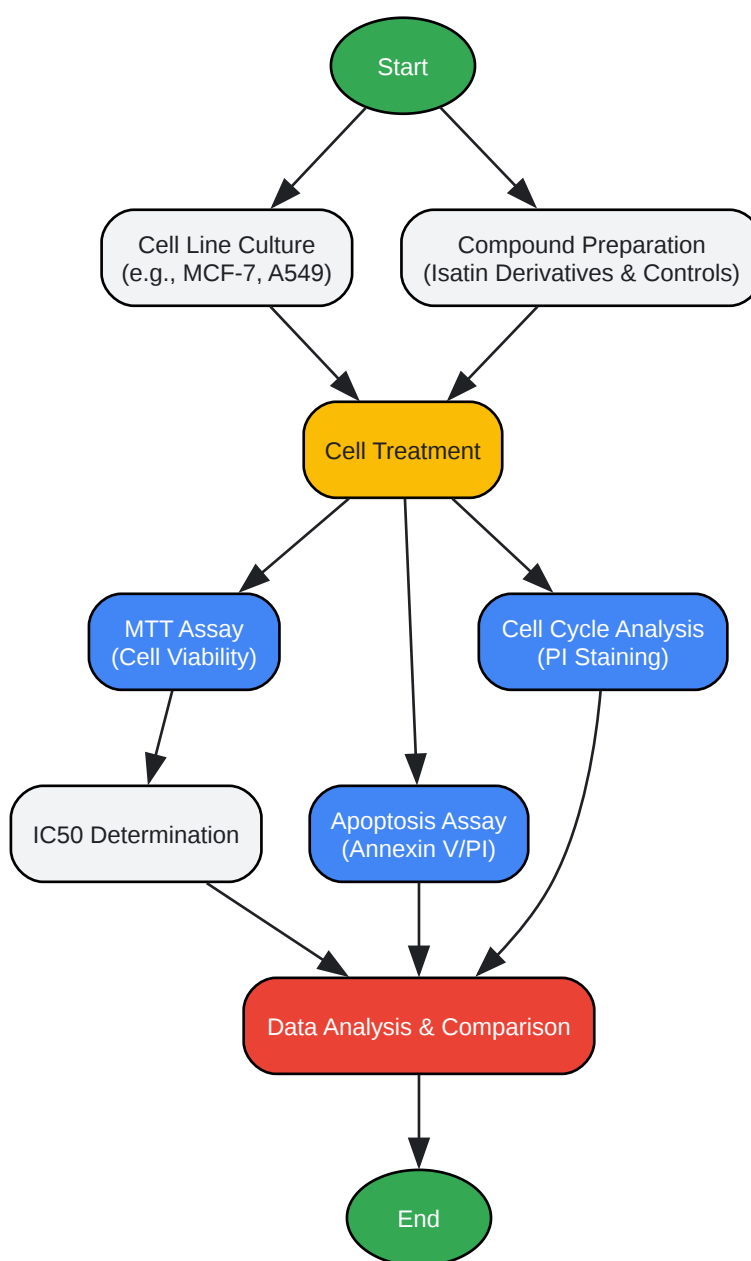 Start
Cell Line Culture
(e.g., MCF-7, A549)
Compound Preparation
(Isatin Derivatives & Controls)
Cell Treatment
MTT Assay
(Cell Viability)
Cell Cycle Analysis
(PI Staining)
IC50 Determination
Apoptosis Assay
(Annexin V/PI)
Data Analysis & Comparison
End